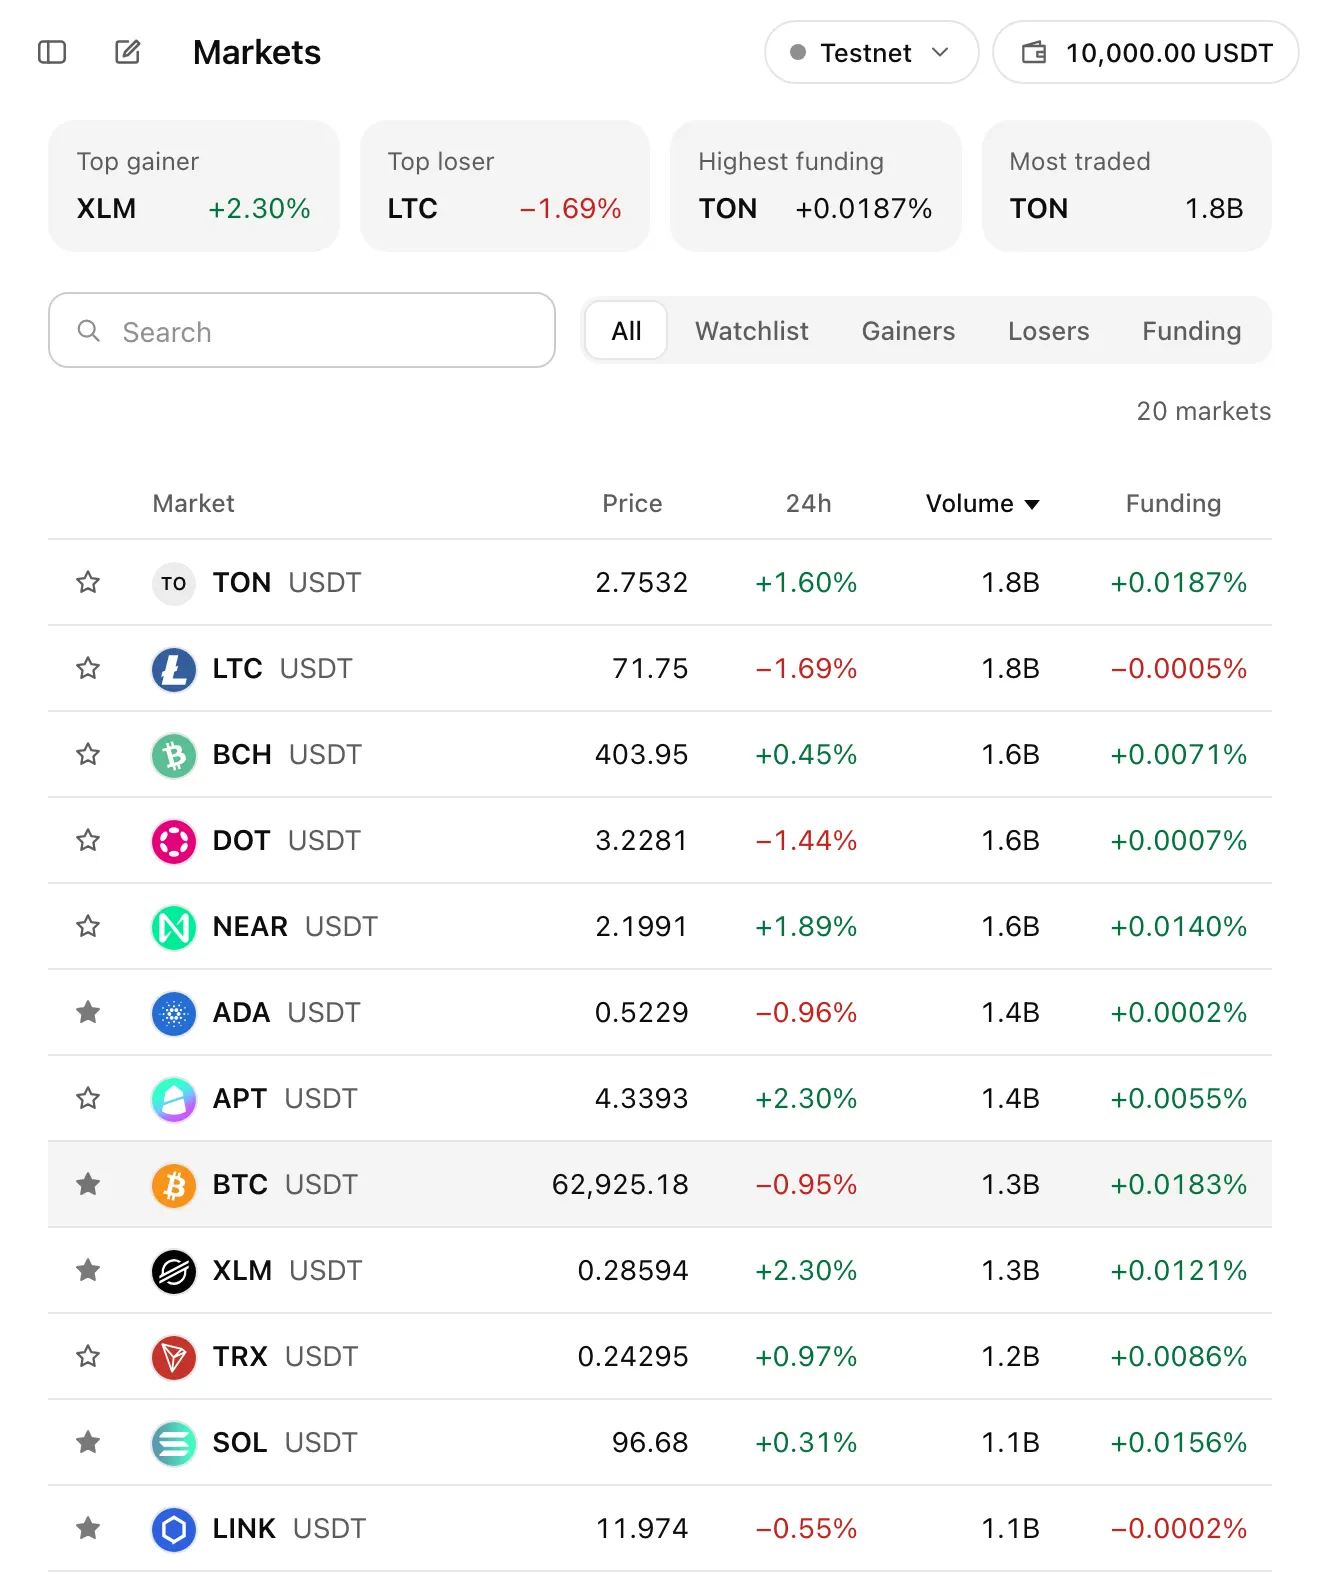 Markets
Testnet
10,000.00 USDT
Top gainer
XLM +2.30%
Top loser
LTC −1.69%
Highest funding
TON +0.0187%
Most traded
TON 1.8B
Search
All Watchlist Gainers Losers Funding
20 markets
Market Price 24h Volume Funding
TO TON USDT 2.7532 +1.60% 1.8B +0.0187%
LTC USDT 71.75 −1.69% 1.8B −0.0005%
BCH USDT 403.95 +0.45% 1.6B +0.0071%
DOT USDT 3.2281 −1.44% 1.6B +0.0007%
NEAR USDT 2.1991 +1.89% 1.6B +0.0140%
ADA USDT 0.5229 −0.96% 1.4B +0.0002%
APT USDT 4.3393 +2.30% 1.4B +0.0055%
BTC USDT 62,925.18 −0.95% 1.3B +0.0183%
XLM USDT 0.28594 +2.30% 1.3B +0.0121%
TRX USDT 0.24295 +0.97% 1.2B +0.0086%
SOL USDT 96.68 +0.31% 1.1B +0.0156%
LINK USDT 11.974 −0.55% 1.1B −0.0002%